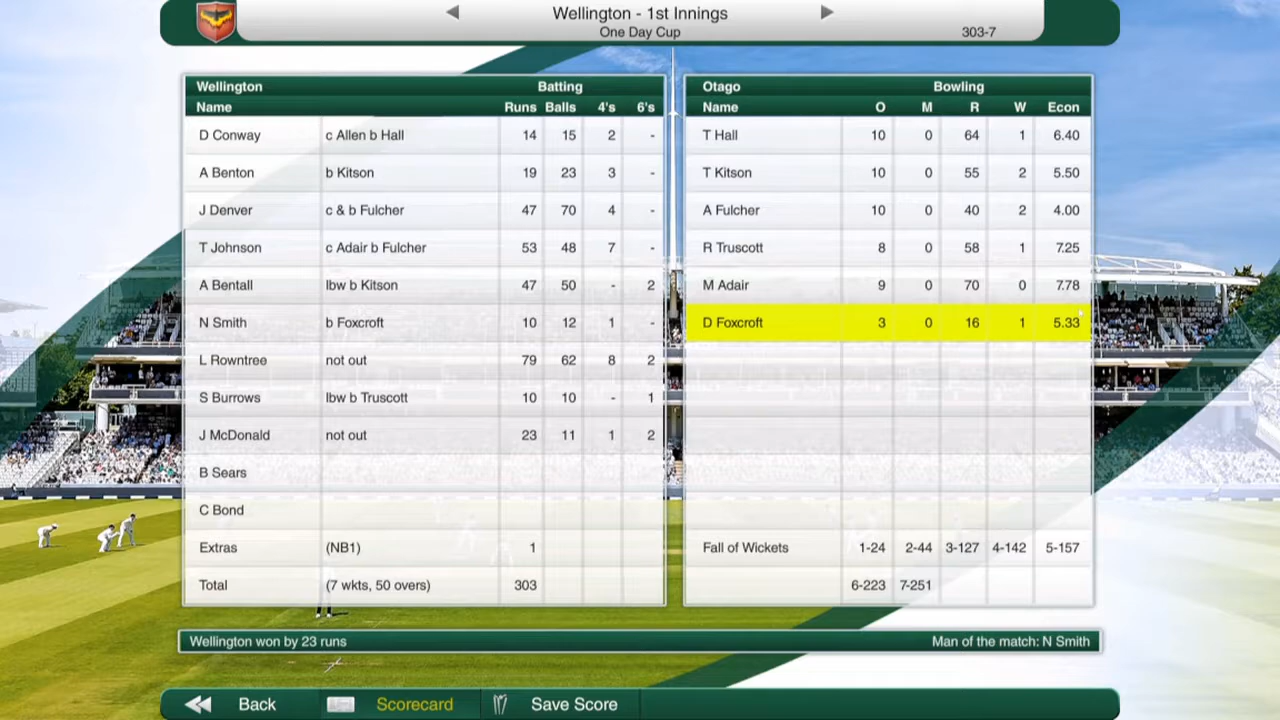 Wellington - 1st Innings
One Day Cup
303-7
Wellington Batting
Name Runs Balls 4's 6's
D Conway c Allen b Hall 14 15 2 -
A Benton b Kitson 19 23 3 -
J Denver c & b Fulcher 47 70 4 -
T Johnson c Adair b Fulcher 53 48 7 -
A Bentall lbw b Kitson 47 50 - 2
N Smith b Foxcroft 10 12 1 -
L Rowntree not out 79 62 8 2
S Burrows lbw b Truscott 10 10 - 1
J McDonald not out 23 11 1 2
B Sears
C Bond
Extras (NB1) 1
Total (7 wkts, 50 overs) 303
Otago Bowling
Name O M R W Econ
T Hall 10 0 64 1 6.40
T Kitson 10 0 55 2 5.50
A Fulcher 10 0 40 2 4.00
R Truscott 8 0 58 1 7.25
M Adair 9 0 70 0 7.78
D Foxcroft 3 0 16 1 5.33
Fall of Wickets 1-24 2-44 3-127 4-142 5-157
6-223 7-251
Wellington won by 23 runs Man of the match: N Smith
Back Scorecard Save Score